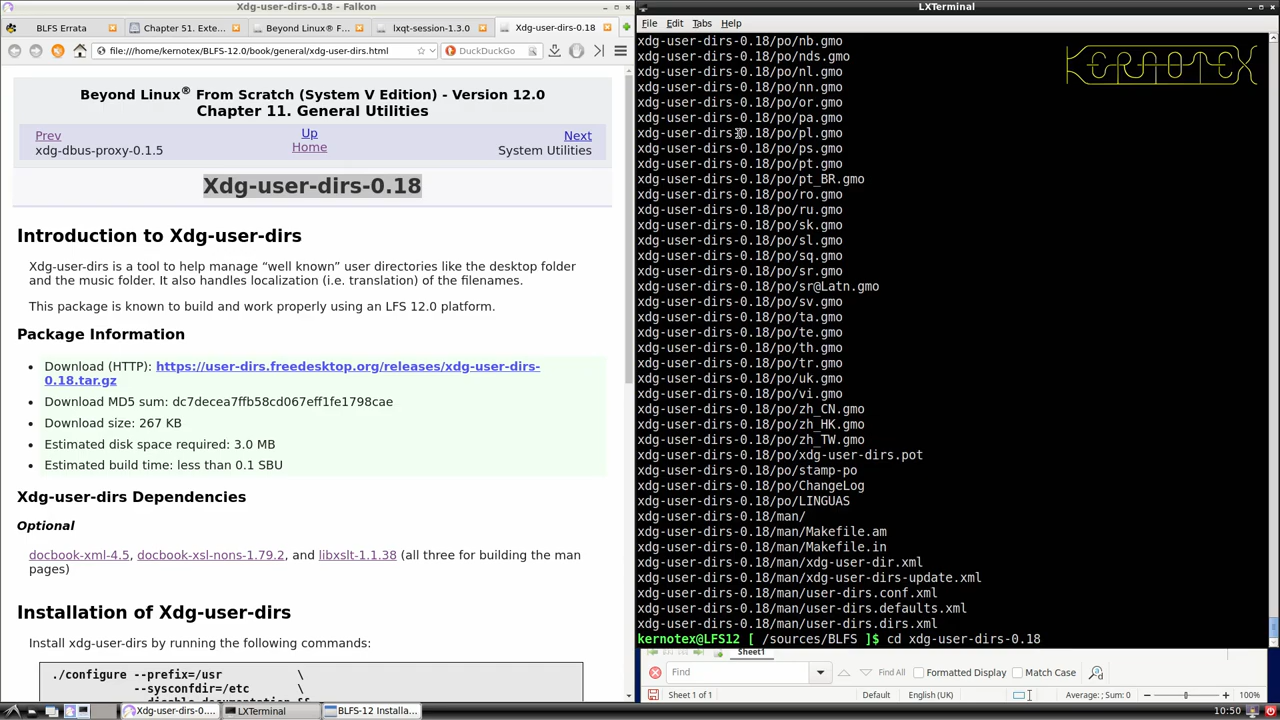 Xdg-user-dirs-0.18 - Falkon
BLFS Errata
Chapter 51. Exte...
Beyond Linux® F...
lxqt-session-1.3.0
Xdg-user-dirs-0.18
file:///home/kernotex/BLFS-12.0/book/general/xdg-user-dirs.html
DuckDuckGo
Beyond Linux® From Scratch (System V Edition) - Version 12.0
Chapter 11. General Utilities
Prev
Up
Next
xdg-dbus-proxy-0.1.5
Home
System Utilities
Xdg-user-dirs-0.18
Introduction to Xdg-user-dirs
Xdg-user-dirs is a tool to help manage “well known” user directories like the desktop folder
and the music folder. It also handles localization (i.e. translation) of the filenames.
This package is known to build and work properly using an LFS 12.0 platform.
Package Information
• Download (HTTP): https://user-dirs.freedesktop.org/releases/xdg-user-dirs-
0.18.tar.gz
• Download MD5 sum: dc7decea7ffb58cd067eff1fe1798cae
• Download size: 267 KB
• Estimated disk space required: 3.0 MB
• Estimated build time: less than 0.1 SBU
Xdg-user-dirs Dependencies
Optional
docbook-xml-4.5, docbook-xsl-nons-1.79.2, and libxslt-1.1.38 (all three for building the man
pages)
Installation of Xdg-user-dirs
Install xdg-user-dirs by running the following commands:
./configure --prefix=/usr \
--sysconfdir=/etc \
LXTerminal
File Edit Tabs Help
KERNOTEX
xdg-user-dirs-0.18/po/nb.gmo
xdg-user-dirs-0.18/po/nds.gmo
xdg-user-dirs-0.18/po/nl.gmo
xdg-user-dirs-0.18/po/nn.gmo
xdg-user-dirs-0.18/po/or.gmo
xdg-user-dirs-0.18/po/pa.gmo
xdg-user-dirs-0.18/po/pl.gmo
xdg-user-dirs-0.18/po/ps.gmo
xdg-user-dirs-0.18/po/pt.gmo
xdg-user-dirs-0.18/po/pt_BR.gmo
xdg-user-dirs-0.18/po/ro.gmo
xdg-user-dirs-0.18/po/ru.gmo
xdg-user-dirs-0.18/po/sk.gmo
xdg-user-dirs-0.18/po/sl.gmo
xdg-user-dirs-0.18/po/sq.gmo
xdg-user-dirs-0.18/po/sr.gmo
xdg-user-dirs-0.18/po/sr@Latn.gmo
xdg-user-dirs-0.18/po/sv.gmo
xdg-user-dirs-0.18/po/ta.gmo
xdg-user-dirs-0.18/po/te.gmo
xdg-user-dirs-0.18/po/th.gmo
xdg-user-dirs-0.18/po/tr.gmo
xdg-user-dirs-0.18/po/uk.gmo
xdg-user-dirs-0.18/po/vi.gmo
xdg-user-dirs-0.18/po/zh_CN.gmo
xdg-user-dirs-0.18/po/zh_HK.gmo
xdg-user-dirs-0.18/po/zh_TW.gmo
xdg-user-dirs-0.18/po/xdg-user-dirs.pot
xdg-user-dirs-0.18/po/stamp-po
xdg-user-dirs-0.18/po/ChangeLog
xdg-user-dirs-0.18/po/LINGUAS
xdg-user-dirs-0.18/man/
xdg-user-dirs-0.18/man/Makefile.am
xdg-user-dirs-0.18/man/Makefile.in
xdg-user-dirs-0.18/man/xdg-user-dir.xml
xdg-user-dirs-0.18/man/xdg-user-dirs-update.xml
xdg-user-dirs-0.18/man/user-dirs.conf.xml
xdg-user-dirs-0.18/man/user-dirs.defaults.xml
xdg-user-dirs-0.18/man/user-dirs.dirs.xml
kernotex@LFS12 [ /sources/BLFS ]$ cd xdg-user-dirs-0.18
Sheet1
Find
Find All
Formatted Display
Match Case
Sheet 1 of 1
Default
English (UK)
Average: ; Sum: 0
100%
Xdg-user-dirs-0....
LXTerminal
BLFS-12 Installa...
10:50